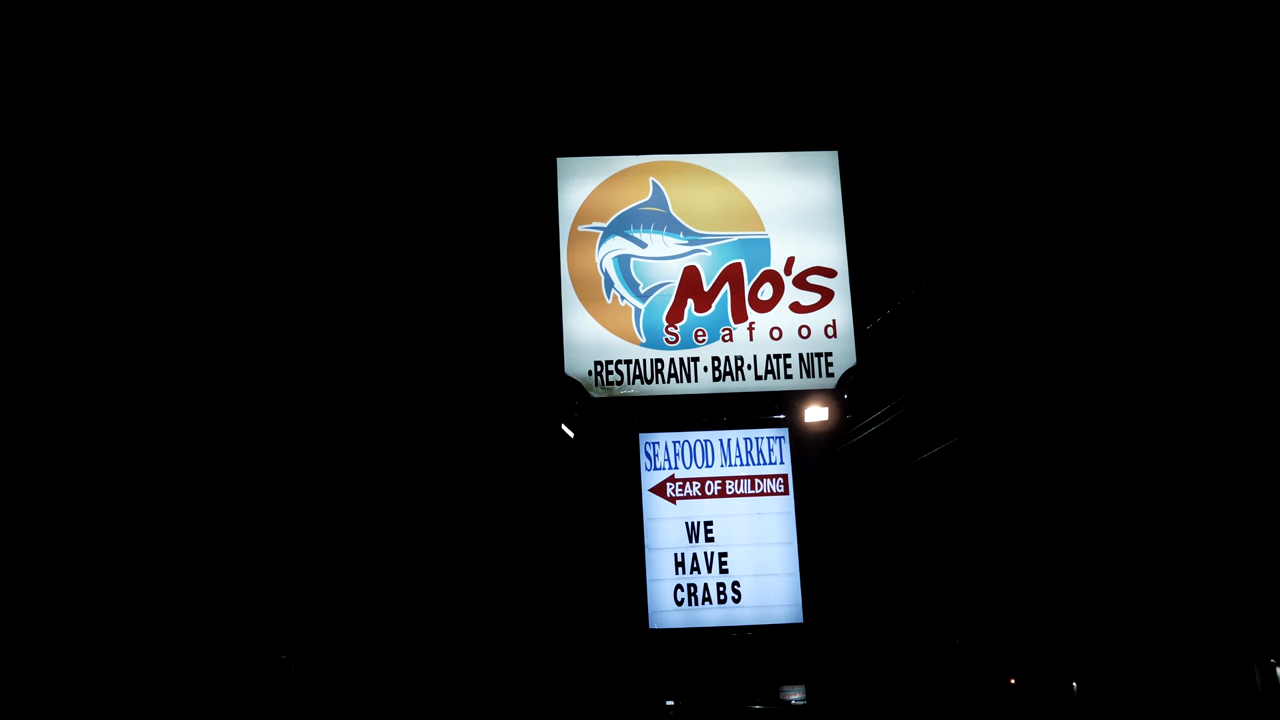 Mo's
Seafood
·RESTAURANT·BAR·LATE NITE
SEAFOOD MARKET
REAR OF BUILDING
WE
HAVE
CRABS